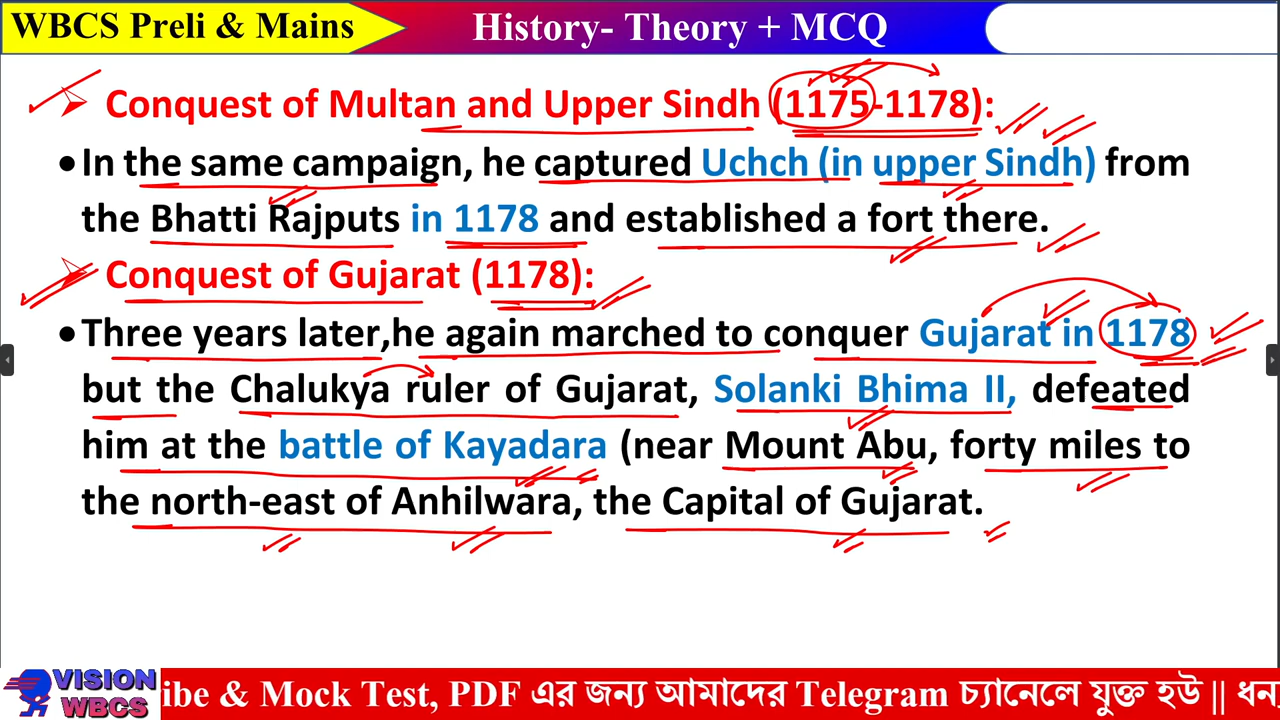 WBCS Preli & Mains
History- Theory + MCQ
Conquest of Multan and Upper Sindh (1175-1178):
•In the same campaign, he captured Uchch (in upper Sindh) from
the Bhatti Rajputs in 1178 and established a fort there.
Conquest of Gujarat (1178):
•Three years later,he again marched to conquer Gujarat in 1178
but the Chalukya ruler of Gujarat, Solanki Bhima II, defeated
him at the battle of Kayadara (near Mount Abu, forty miles to
the north-east of Anhilwara, the Capital of Gujarat.
VISION
WBCS
ibe & Mock Test, PDF এর জন্য আমাদের Telegram চ্যানেলে যুক্ত হউ || ধন